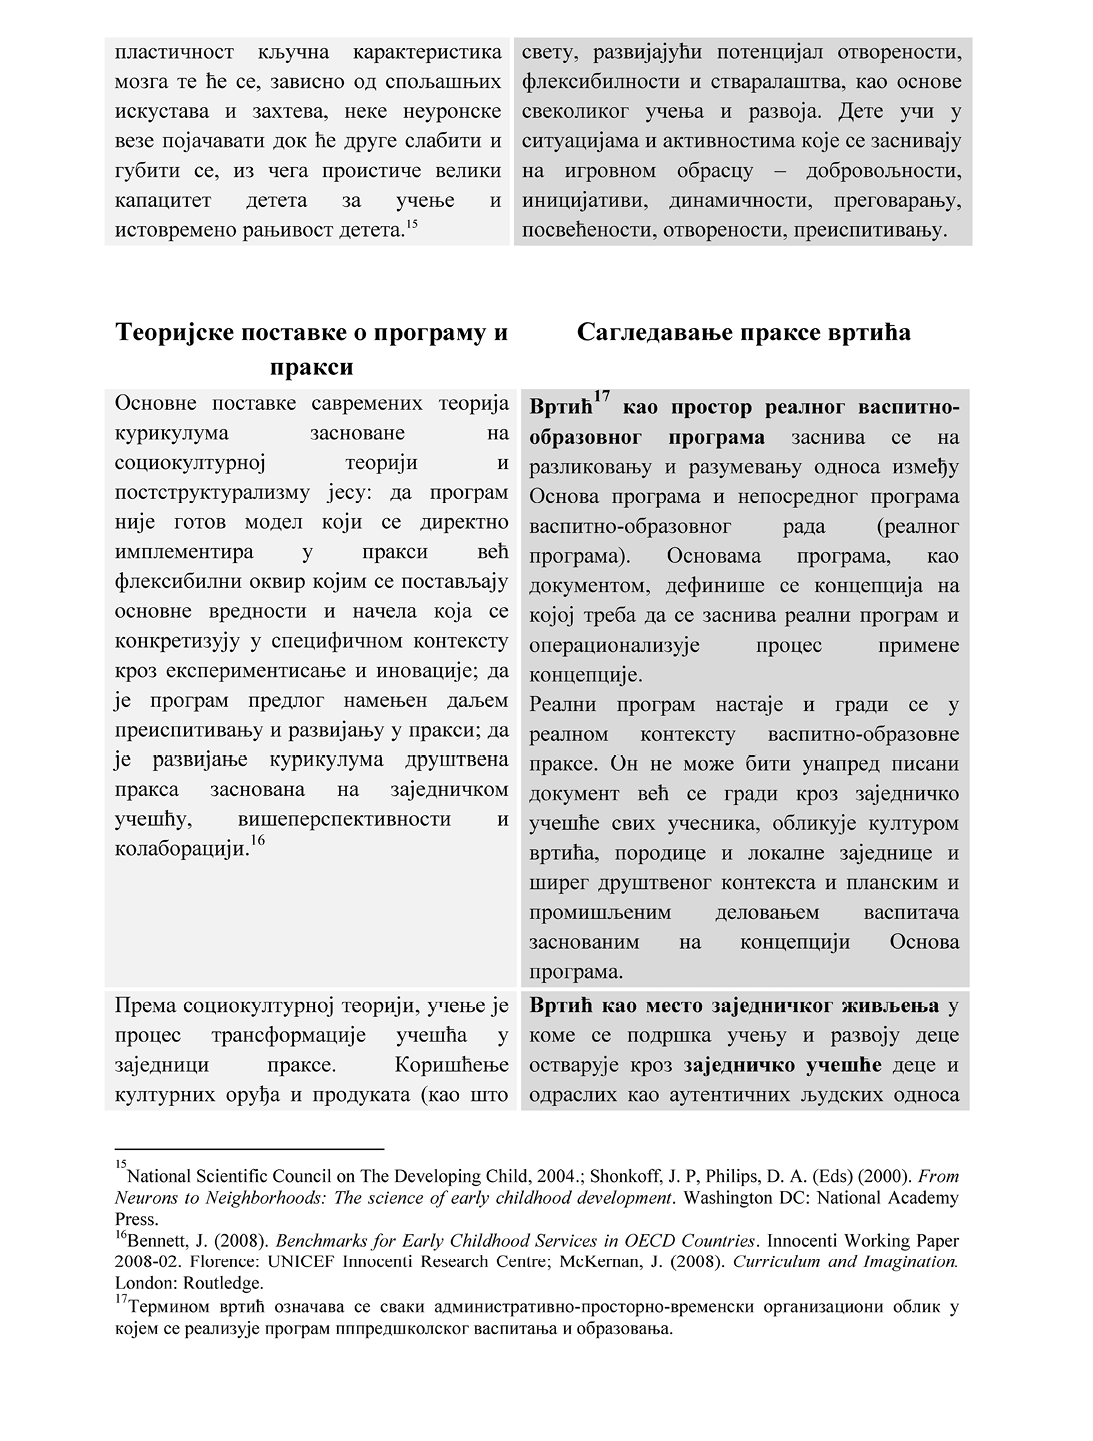 пластичност кључна карактеристика
мозга те ће се, зависно од спољашњих
искустава и захтева, неке неуронске
везе појачавати док ће друге слабити и
губити се, из чега проистиче велики
капацитет детета за учење и
истовремено рањивост детета.15
свету, развијајући потенцијал отворености,
флексибилности и стваралаштва, као основе
свеколиког учења и развоја. Дете учи у
ситуацијама и активностима које се заснивају
на игровном обрасцу – добровољности,
иницијативи, динамичности, преговарању,
посвећености, отворености, преиспитивању.
Теоријске поставке о програму и
пракси
Сагледавање праксе вртића
Основне поставке савремених теорија
курикулума засноване на
социокултурној теорији и
постструктурализму јесу: да програм
није готов модел који се директно
имплементира у пракси већ
флексибилни оквир којим се постављају
основне вредности и начела која се
конкретизују у специфичном контексту
кроз експериментисање и иновације; да
је програм предлог намењен даљем
преиспитивању и развијању у пракси; да
је развијање курикулума друштвена
пракса заснована на заједничком
учешћу, вишеперспективности и
колаборацији.16
Вртић17 као простор реалног васпитно-
образовног програма заснива се на
разликовању и разумевању односа између
Основа програма и непосредног програма
васпитно-образовног рада (реалног
програма). Основама програма, као
документом, дефинише се концепција на
којој треба да се заснива реални програм и
операционализује процес примене
концепције.
Реални програм настаје и гради се у
реалном контексту васпитно-образовне
праксе. Он не може бити унапред писани
документ већ се гради кроз заједничко
учешће свих учесника, обликује културом
вртића, породице и локалне заједнице и
ширег друштвеног контекста и планским и
промишљеним деловањем васпитача
заснованим на концепцији Основа
програма.
Према социокултурној теорији, учење је
процес трансформације учешћа у
заједници праксе. Коришћење
културних оруђа и продуката (као што
Вртић као место заједничког живљења у
коме се подршка учењу и развоју деце
остварује кроз заједничко учешће деце и
одраслих као аутентичних људских односа
15National Scientific Council on The Developing Child, 2004.; Shonkoff, J. P, Philips, D. A. (Eds) (2000). From
Neurons to Neighborhoods: The science of early childhood development. Washington DC: National Academy
Press.
16Bennett, J. (2008). Benchmarks for Early Childhood Services in OECD Countries. Innocenti Working Paper
2008-02. Florence: UNICEF Innocenti Research Centre; McKernan, J. (2008). Curriculum and Imagination.
London: Routledge.
17Термином вртић означава се сваки административно-просторно-временски организациони облик у
којем се реализује програм пппредшколског васпитања и образовања.